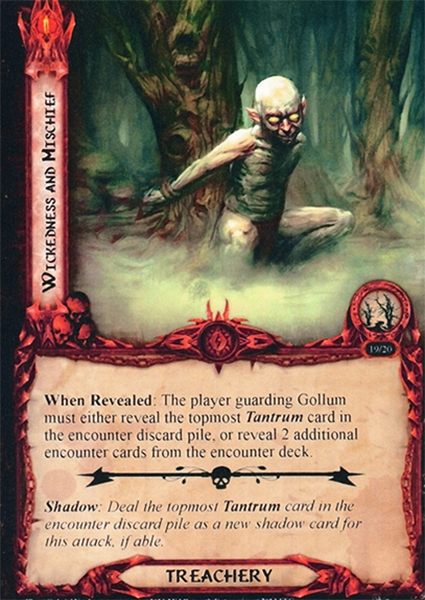 WICKEDNESS AND MISCHIEF
19/20
When Revealed: The player guarding Gollum
must either reveal the topmost Tantrum card in
the encounter discard pile, or reveal 2 additional
encounter cards from the encounter deck.
Shadow: Deal the topmost Tantrum card in the
encounter discard pile as a new shadow card for
this attack, if able.
TREACHERY